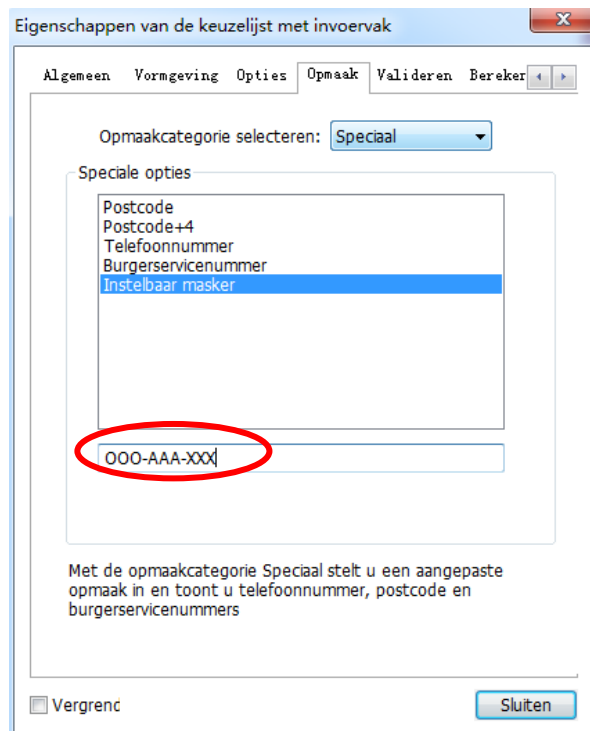 Eigenschappen van de keuzelijst met invoervak
Algemeen Vormgeving Opties Opmaak Valideren Bereker
Opmaakcategorie selecteren: Speciaal
Speciale opties
Postcode
Postcode+4
Telefoonnummer
Burgerservicenummer
Instelbaar masker
OOO-AAA-XXX
Met de opmaakcategorie Speciaal stelt u een aangepaste
opmaak in en toont u telefoonnummer, postcode en
burgerservicenummers
Vergrend Sluiten